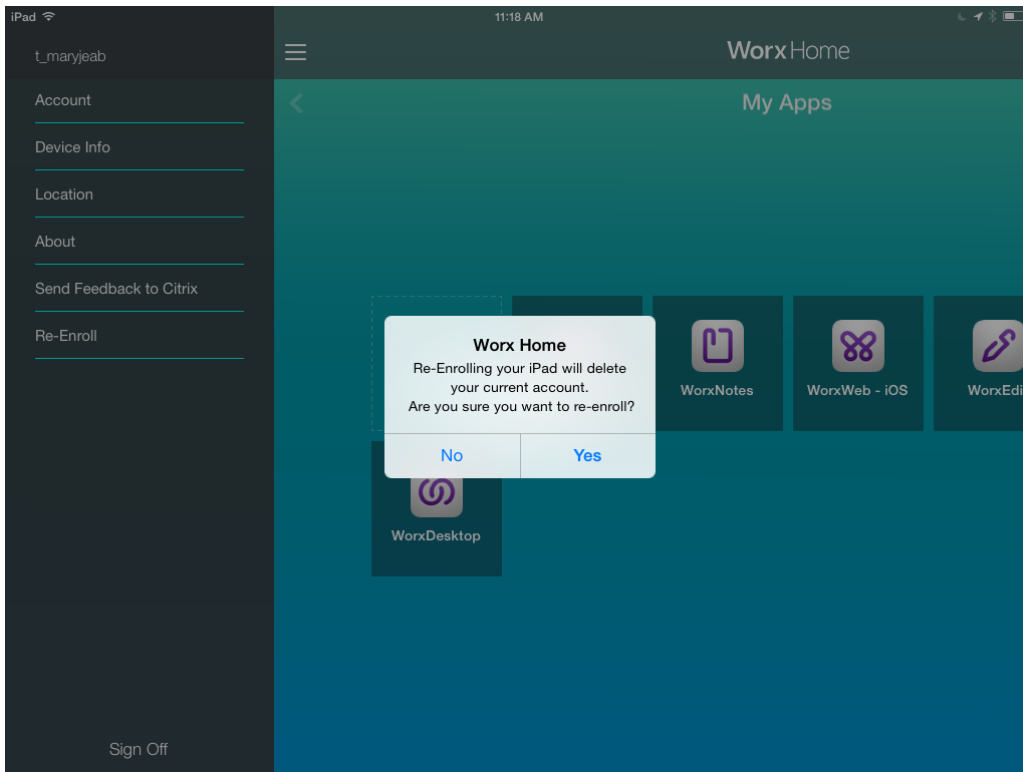 iPad
11:18 AM
t_maryjeab
WorxHome
Account
My Apps
Device Info
Location
About
Send Feedback to Citrix
Re-Enroll
Worx Home
Re-Enrolling your iPad will delete
your current account.
Are you sure you want to re-enroll?
No
Yes
WorxNotes
WorxWeb - iOS
WorxEdi
WorxDesktop
Sign Off